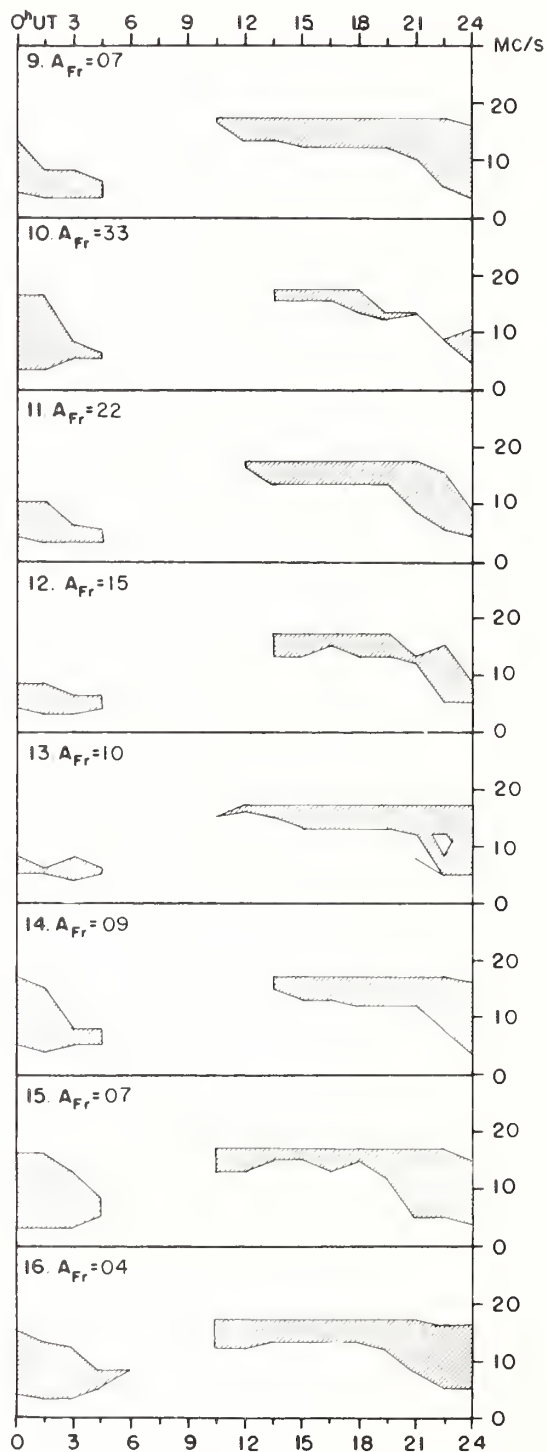 0ʰUT 3 6 9 12 15 18 21 24
MC/S
9. A_Fr=07
20
10
0
10. A_Fr=33
20
10
0
11. A_Fr=22
20
10
0
12. A_Fr=15
20
10
0
13. A_Fr=10
20
10
0
14. A_Fr=09
20
10
0
15. A_Fr=07
20
10
0
16. A_Fr=04
20
10
0
0 3 6 9 12 15 18 21 24